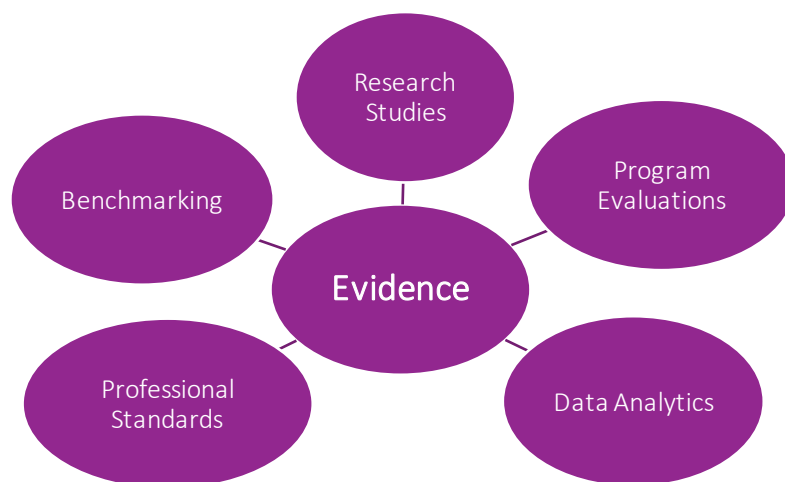 Research
Studies
Program
Evaluations
Benchmarking
Evidence
Professional
Standards
Data Analytics